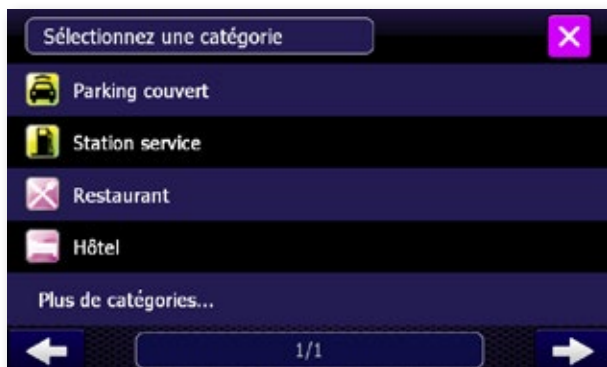 Sélectionnez une catégorie
Parking couvert
Station service
Restaurant
Hôtel
Plus de catégories...
1/1